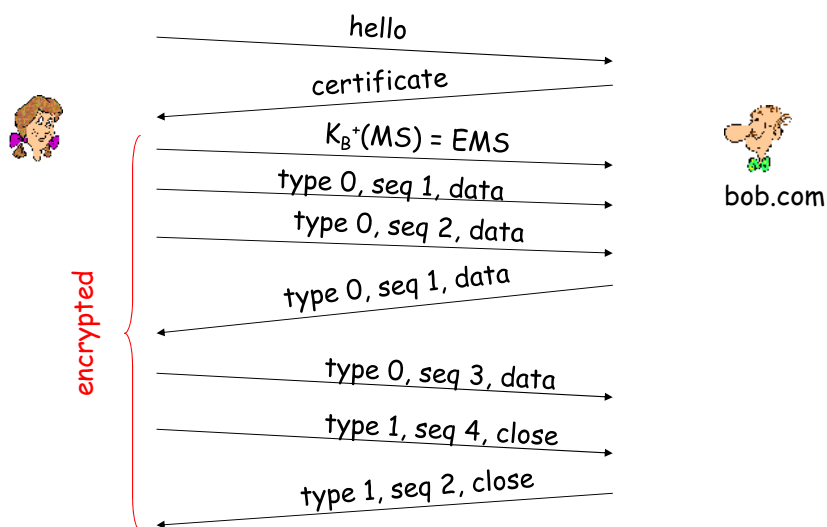 hello
certificate
K_B⁺(MS) = EMS
type 0, seq 1, data
bob.com
type 0, seq 2, data
type 0, seq 1, data
encrypted
type 0, seq 3, data
type 1, seq 4, close
type 1, seq 2, close